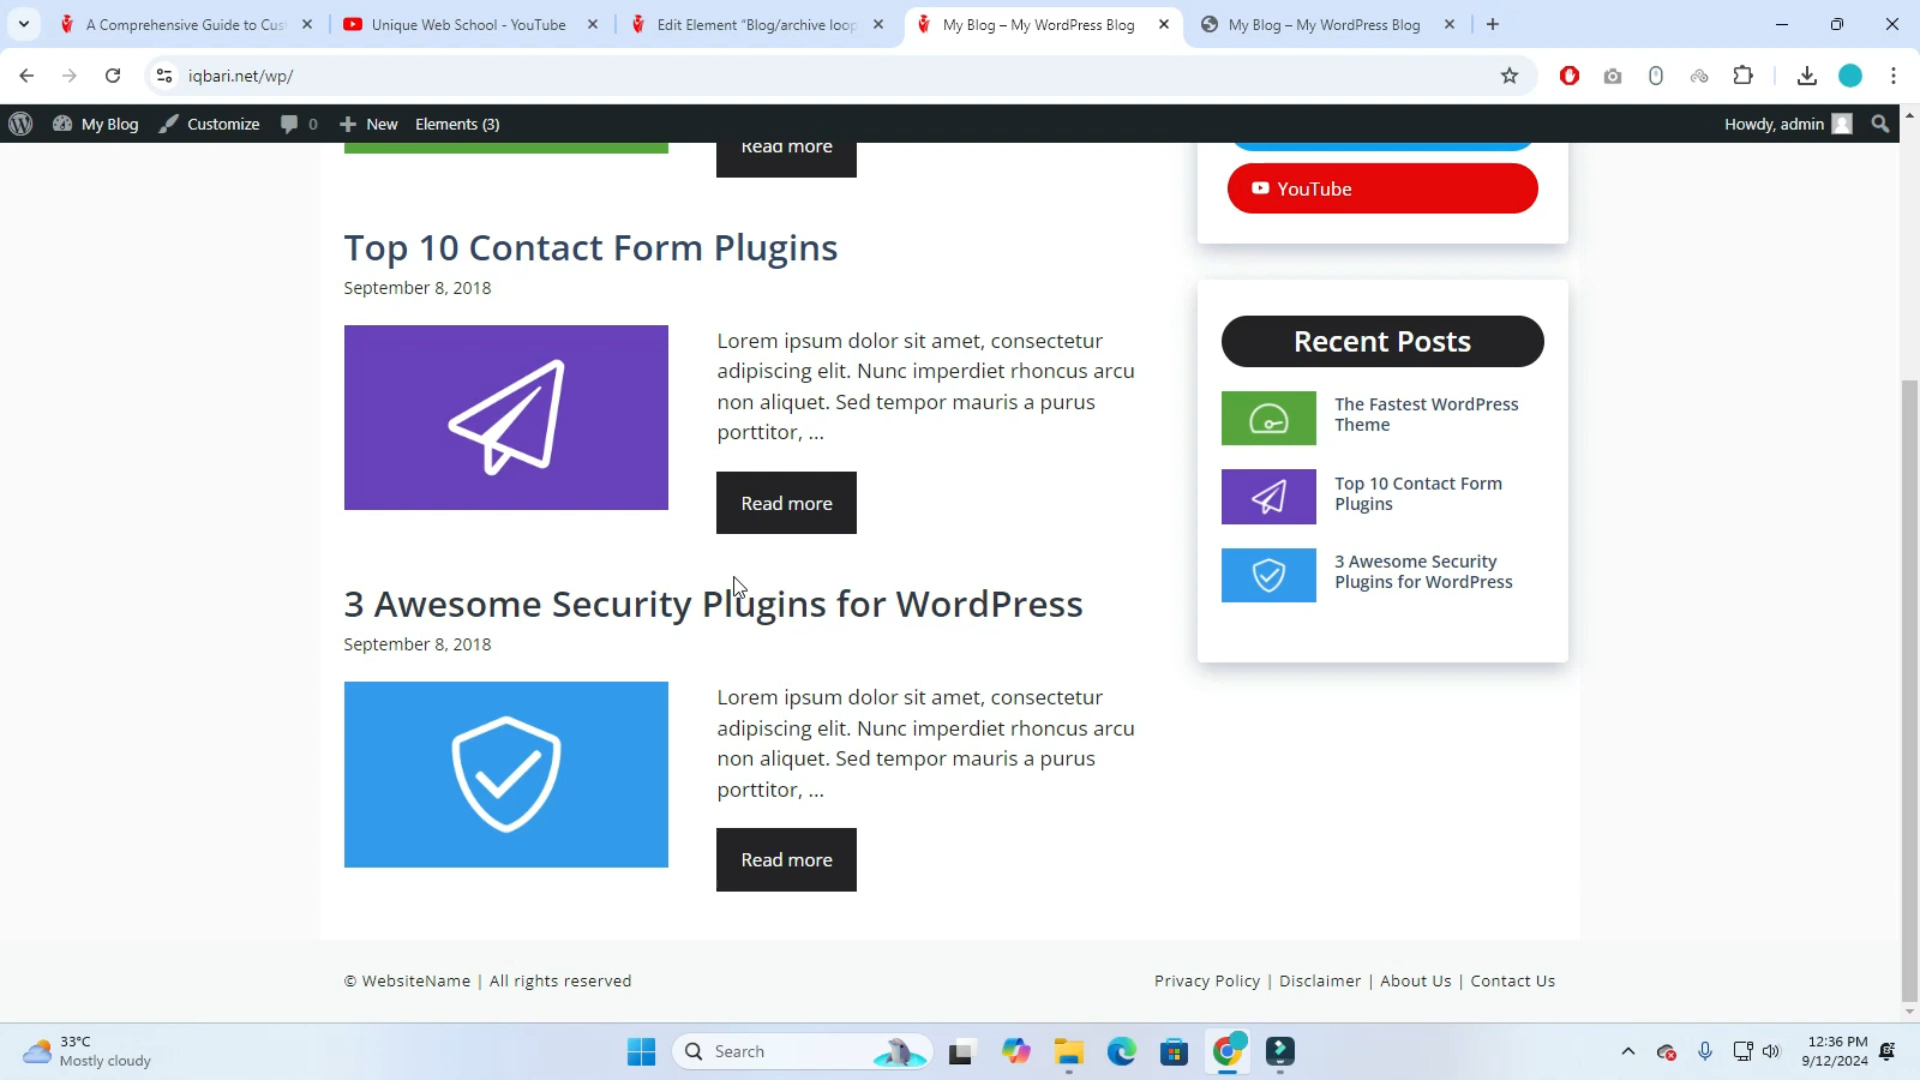 A Comprehensive Guide to Cus
Unique Web School - YouTube
Edit Element “Blog/archive loop
My Blog – My WordPress Blog
My Blog – My WordPress Blog
iqbari.net/wp/
My Blog
Customize
0
New
Elements (3)
Howdy, admin
Read more
YouTube
Top 10 Contact Form Plugins
September 8, 2018
Lorem ipsum dolor sit amet, consectetur
adipiscing elit. Nunc imperdiet rhoncus arcu
non aliquet. Sed tempor mauris a purus
porttitor, ...
Read more
3 Awesome Security Plugins for WordPress
September 8, 2018
Lorem ipsum dolor sit amet, consectetur
adipiscing elit. Nunc imperdiet rhoncus arcu
non aliquet. Sed tempor mauris a purus
porttitor, ...
Read more
Recent Posts
The Fastest WordPress
Theme
Top 10 Contact Form
Plugins
3 Awesome Security
Plugins for WordPress
© WebsiteName | All rights reserved
Privacy Policy | Disclaimer | About Us | Contact Us
33°C
Mostly cloudy
Search
12:36 PM
9/12/2024